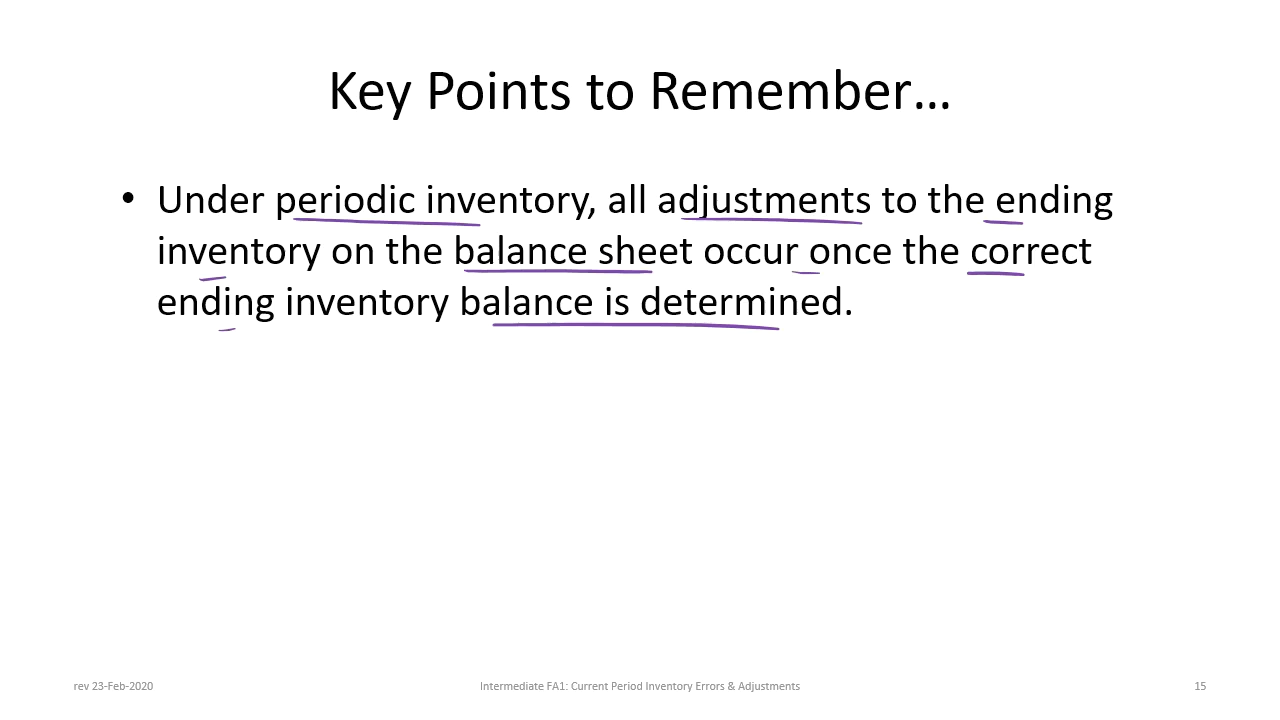 Key Points to Remember…
• Under periodic inventory, all adjustments to the ending
inventory on the balance sheet occur once the correct
ending inventory balance is determined.
rev 23-Feb-2020
Intermediate FA1: Current Period Inventory Errors & Adjustments
15